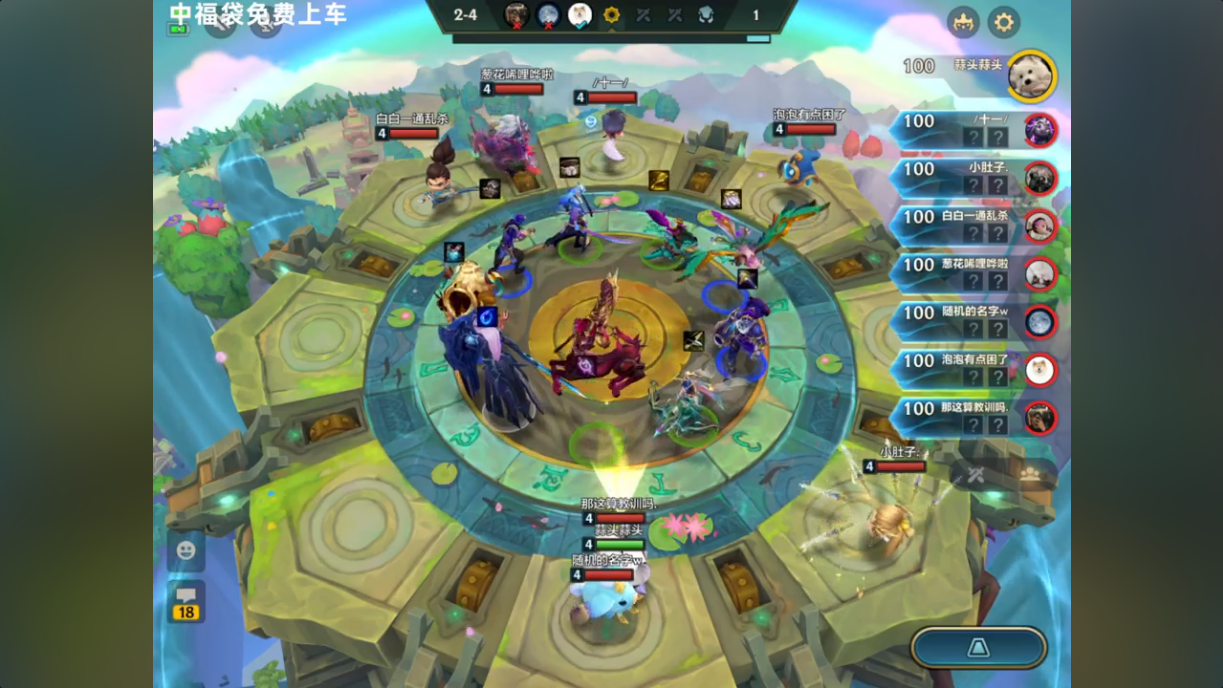 中福袋免费上车
2-4
1
葱花唏哩哗啦
4
/十一/
4
白白一通乱杀
4
泡泡有点困了
4
100 蒜头蒜头
100 /十一/
? ?
100 小肚子.
? ?
100 白白一通乱杀
? ?
100 葱花唏哩哗啦
? ?
100 随机的名字w
? ?
100 泡泡有点困了
? ?
100 那这算教训吗.
? ?
小肚子.
4
那这算教训吗.
4
蒜头蒜头
4
随机的名字w
4
18